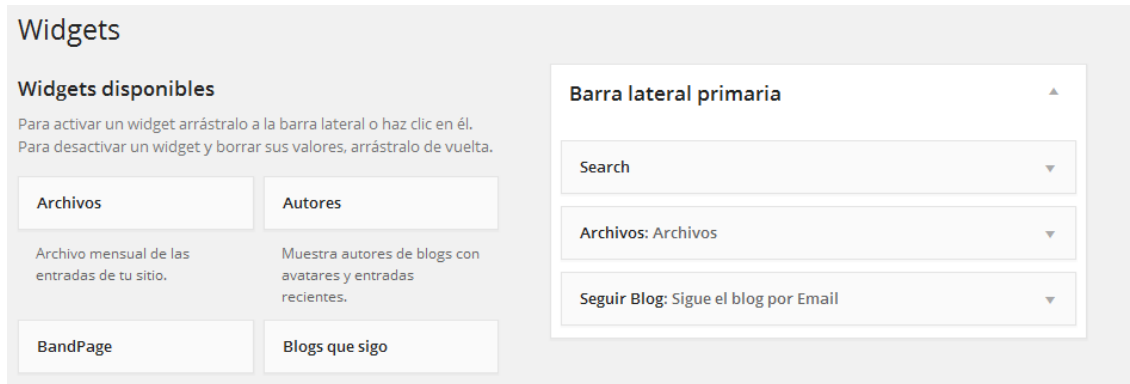 Widgets
Widgets disponibles
Para activar un widget arrástralo a la barra lateral o haz clic en él.
Para desactivar un widget y borrar sus valores, arrástralo de vuelta.
Archivos
Archivo mensual de las
entradas de tu sitio.
Autores
Muestra autores de blogs con
avatares y entradas
recientes.
BandPage
Blogs que sigo
Barra lateral primaria
Search
Archivos: Archivos
Seguir Blog: Sigue el blog por Email